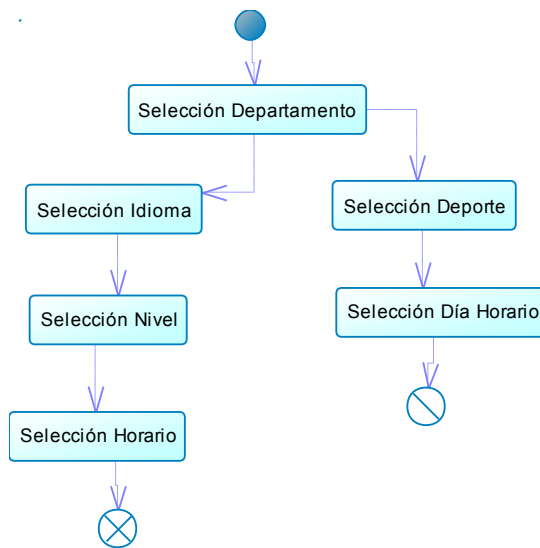 Selección Departamento
Selección Idioma
Selección Deporte
Selección Nivel
Selección Día Horario
Selección Horario